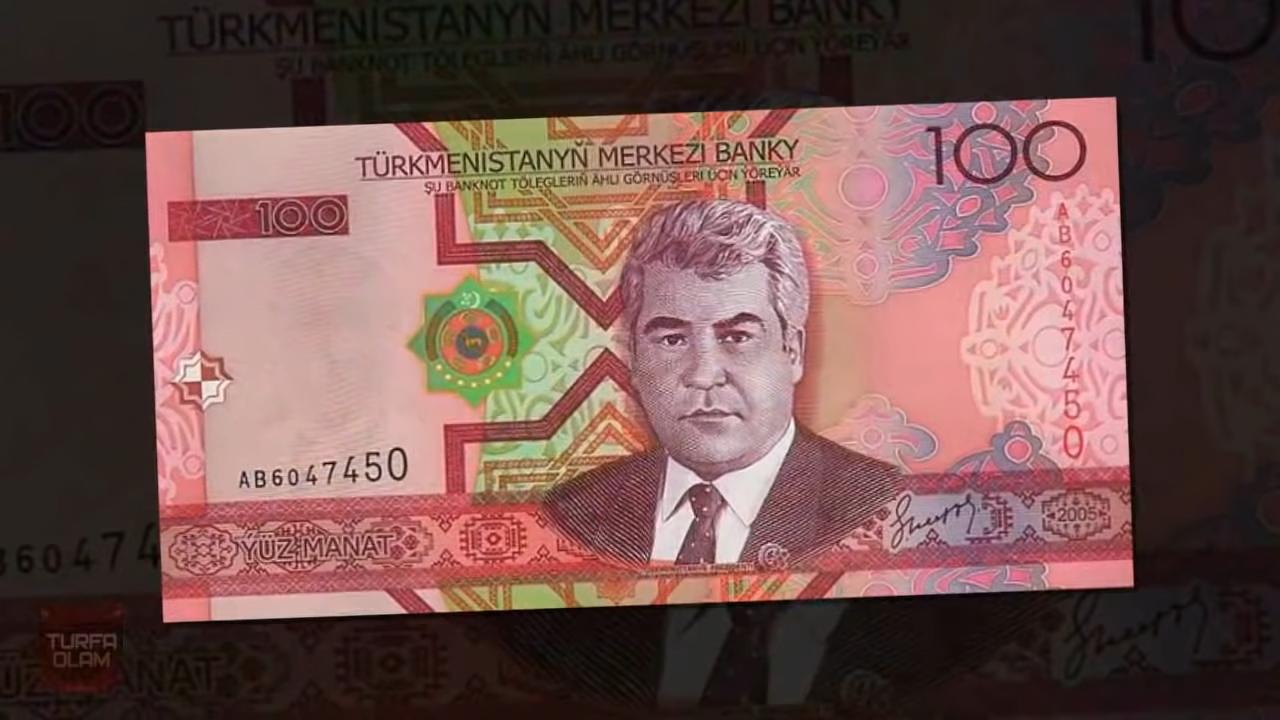 TÜRKMENISTANYŇ MERKEZI BANKY
ŞU BANKNOT TÖLEGLERIŇ ÄHLI GÖRNÜŞLERI ÜÇIN ÝÖREÝÄR
100
100
AB6047450
AB6047450
ÝÜZ MANAT
2005
TURFA
OLAM